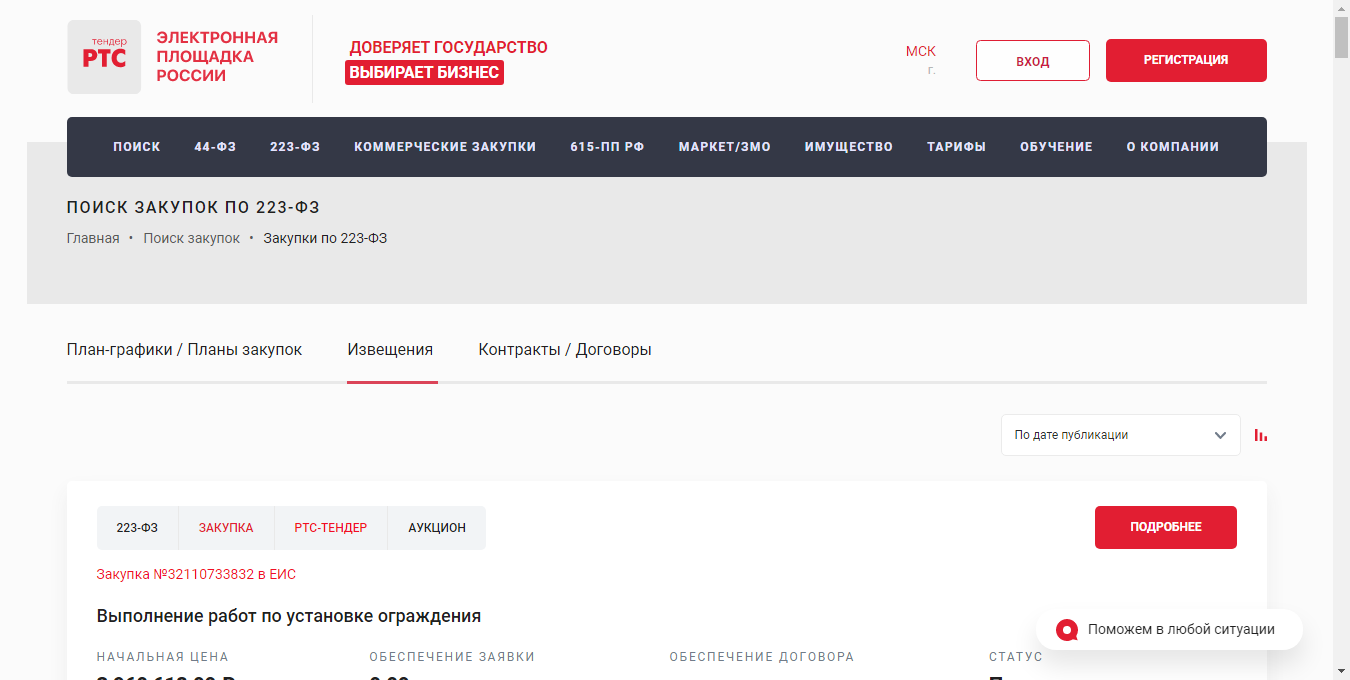 тендер
РТС
ЭЛЕКТРОННАЯ
ПЛОЩАДКА
РОССИИ
ДОВЕРЯЕТ ГОСУДАРСТВО
ВЫБИРАЕТ БИЗНЕС
МСК
г.
ВХОД
РЕГИСТРАЦИЯ
ПОИСК 44-ФЗ 223-ФЗ КОММЕРЧЕСКИЕ ЗАКУПКИ 615-ПП РФ МАРКЕТ/ЗМО ИМУЩЕСТВО ТАРИФЫ ОБУЧЕНИЕ О КОМПАНИИ
ПОИСК ЗАКУПОК ПО 223-ФЗ
Главная • Поиск закупок • Закупки по 223-ФЗ
План-графики / Планы закупок Извещения Контракты / Договоры
По дате публикации
223-ФЗ ЗАКУПКА РТС-ТЕНДЕР АУКЦИОН ПОДРОБНЕЕ
Закупка №32110733832 в ЕИС
Выполнение работ по установке ограждения
Поможем в любой ситуации
НАЧАЛЬНАЯ ЦЕНА ОБЕСПЕЧЕНИЕ ЗАЯВКИ ОБЕСПЕЧЕНИЕ ДОГОВОРА СТАТУС